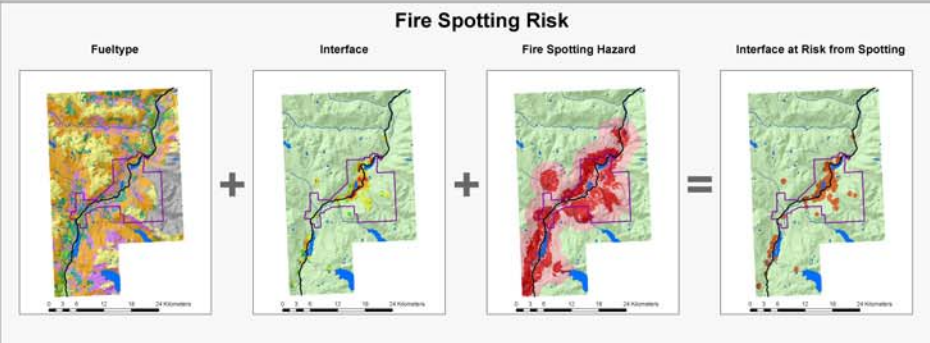 Fire Spotting Risk
Fueltype
Interface
Fire Spotting Hazard
Interface at Risk from Spotting
+
+
=
0 3 6 12 18 24 Kilometers
0 3 6 12 18 24 Kilometers
0 3 6 12 18 24 Kilometers
0 3 6 12 18 24 Kilometers